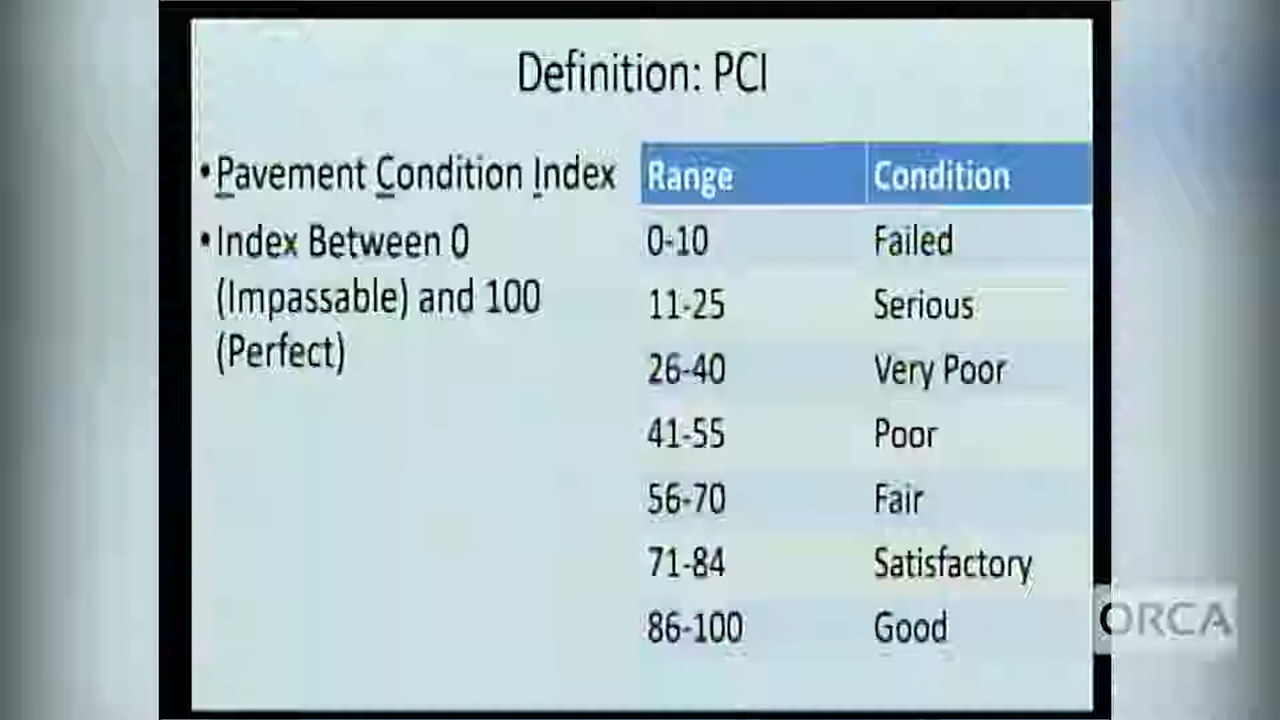 Definition: PCI
•Pavement Condition Index
•Index Between 0
(Impassable) and 100
(Perfect)
Range Condition
0-10 Failed
11-25 Serious
26-40 Very Poor
41-55 Poor
56-70 Fair
71-84 Satisfactory
86-100 Good
ORCA